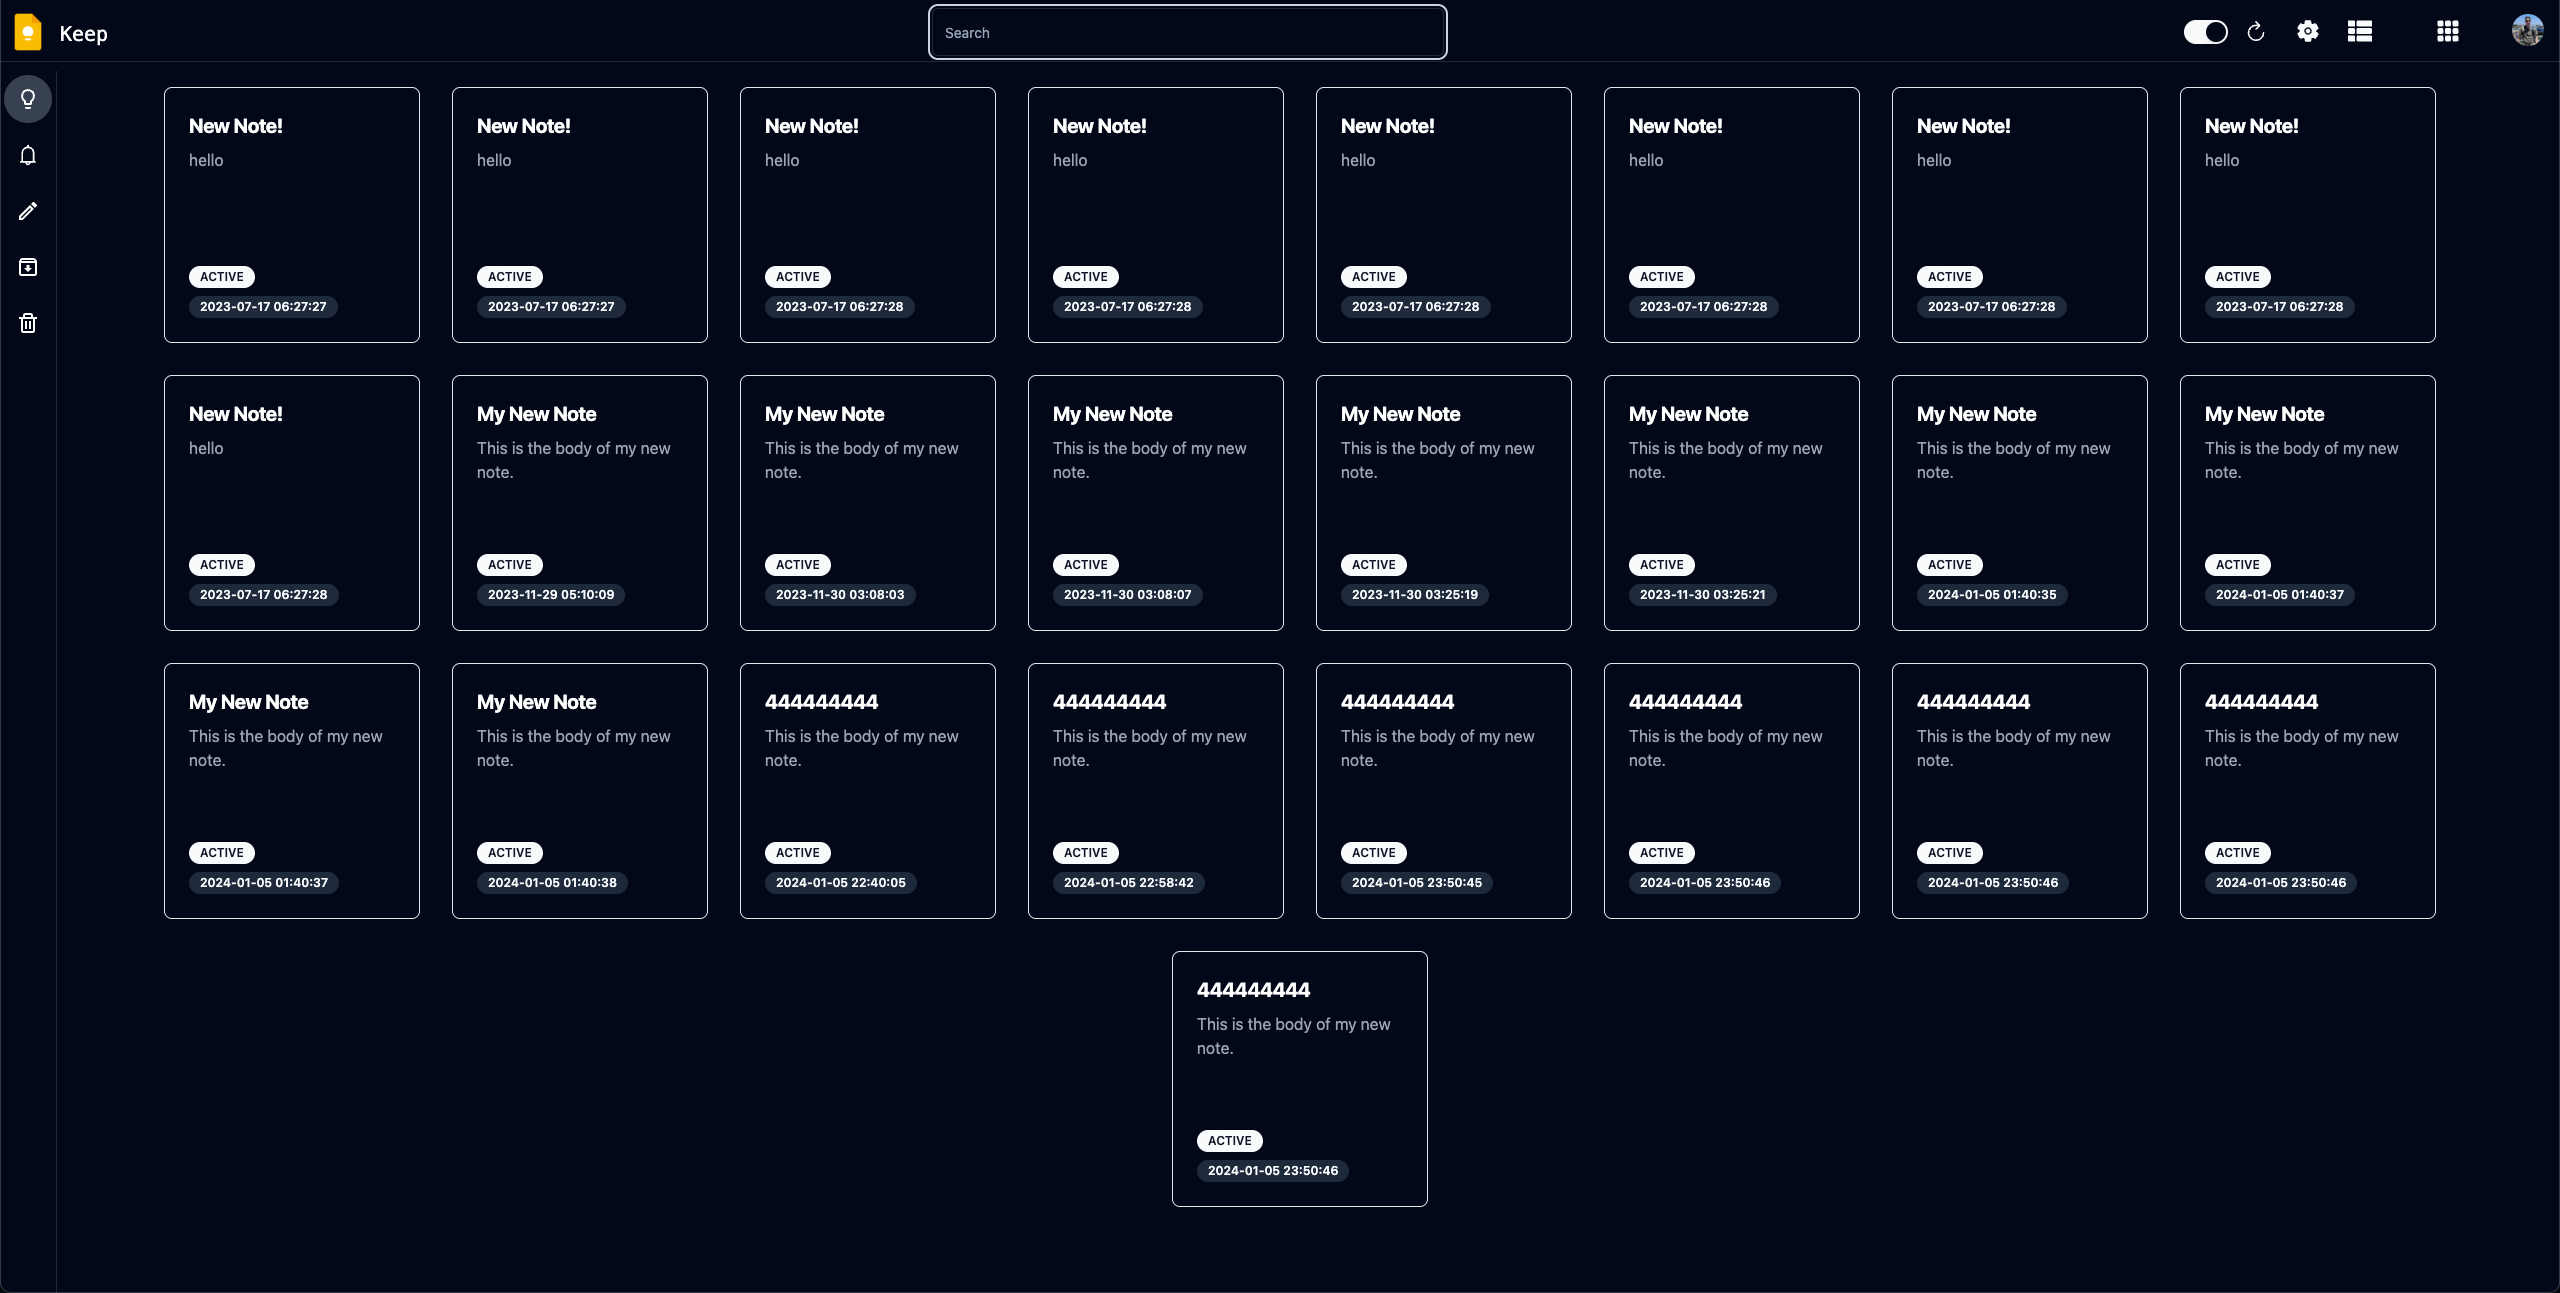 Keep
Search
New Note!
hello
ACTIVE
2023-07-17 06:27:27
New Note!
hello
ACTIVE
2023-07-17 06:27:27
New Note!
hello
ACTIVE
2023-07-17 06:27:28
New Note!
hello
ACTIVE
2023-07-17 06:27:28
New Note!
hello
ACTIVE
2023-07-17 06:27:28
New Note!
hello
ACTIVE
2023-07-17 06:27:28
New Note!
hello
ACTIVE
2023-07-17 06:27:28
New Note!
hello
ACTIVE
2023-07-17 06:27:28
New Note!
hello
ACTIVE
2023-07-17 06:27:28
My New Note
This is the body of my new
note.
ACTIVE
2023-11-29 05:10:09
My New Note
This is the body of my new
note.
ACTIVE
2023-11-30 03:08:03
My New Note
This is the body of my new
note.
ACTIVE
2023-11-30 03:08:07
My New Note
This is the body of my new
note.
ACTIVE
2023-11-30 03:25:19
My New Note
This is the body of my new
note.
ACTIVE
2023-11-30 03:25:21
My New Note
This is the body of my new
note.
ACTIVE
2024-01-05 01:40:35
My New Note
This is the body of my new
note.
ACTIVE
2024-01-05 01:40:37
My New Note
This is the body of my new
note.
ACTIVE
2024-01-05 01:40:37
My New Note
This is the body of my new
note.
ACTIVE
2024-01-05 01:40:38
444444444
This is the body of my new
note.
ACTIVE
2024-01-05 22:40:05
444444444
This is the body of my new
note.
ACTIVE
2024-01-05 22:58:42
444444444
This is the body of my new
note.
ACTIVE
2024-01-05 23:50:45
444444444
This is the body of my new
note.
ACTIVE
2024-01-05 23:50:46
444444444
This is the body of my new
note.
ACTIVE
2024-01-05 23:50:46
444444444
This is the body of my new
note.
ACTIVE
2024-01-05 23:50:46
444444444
This is the body of my new
note.
ACTIVE
2024-01-05 23:50:46